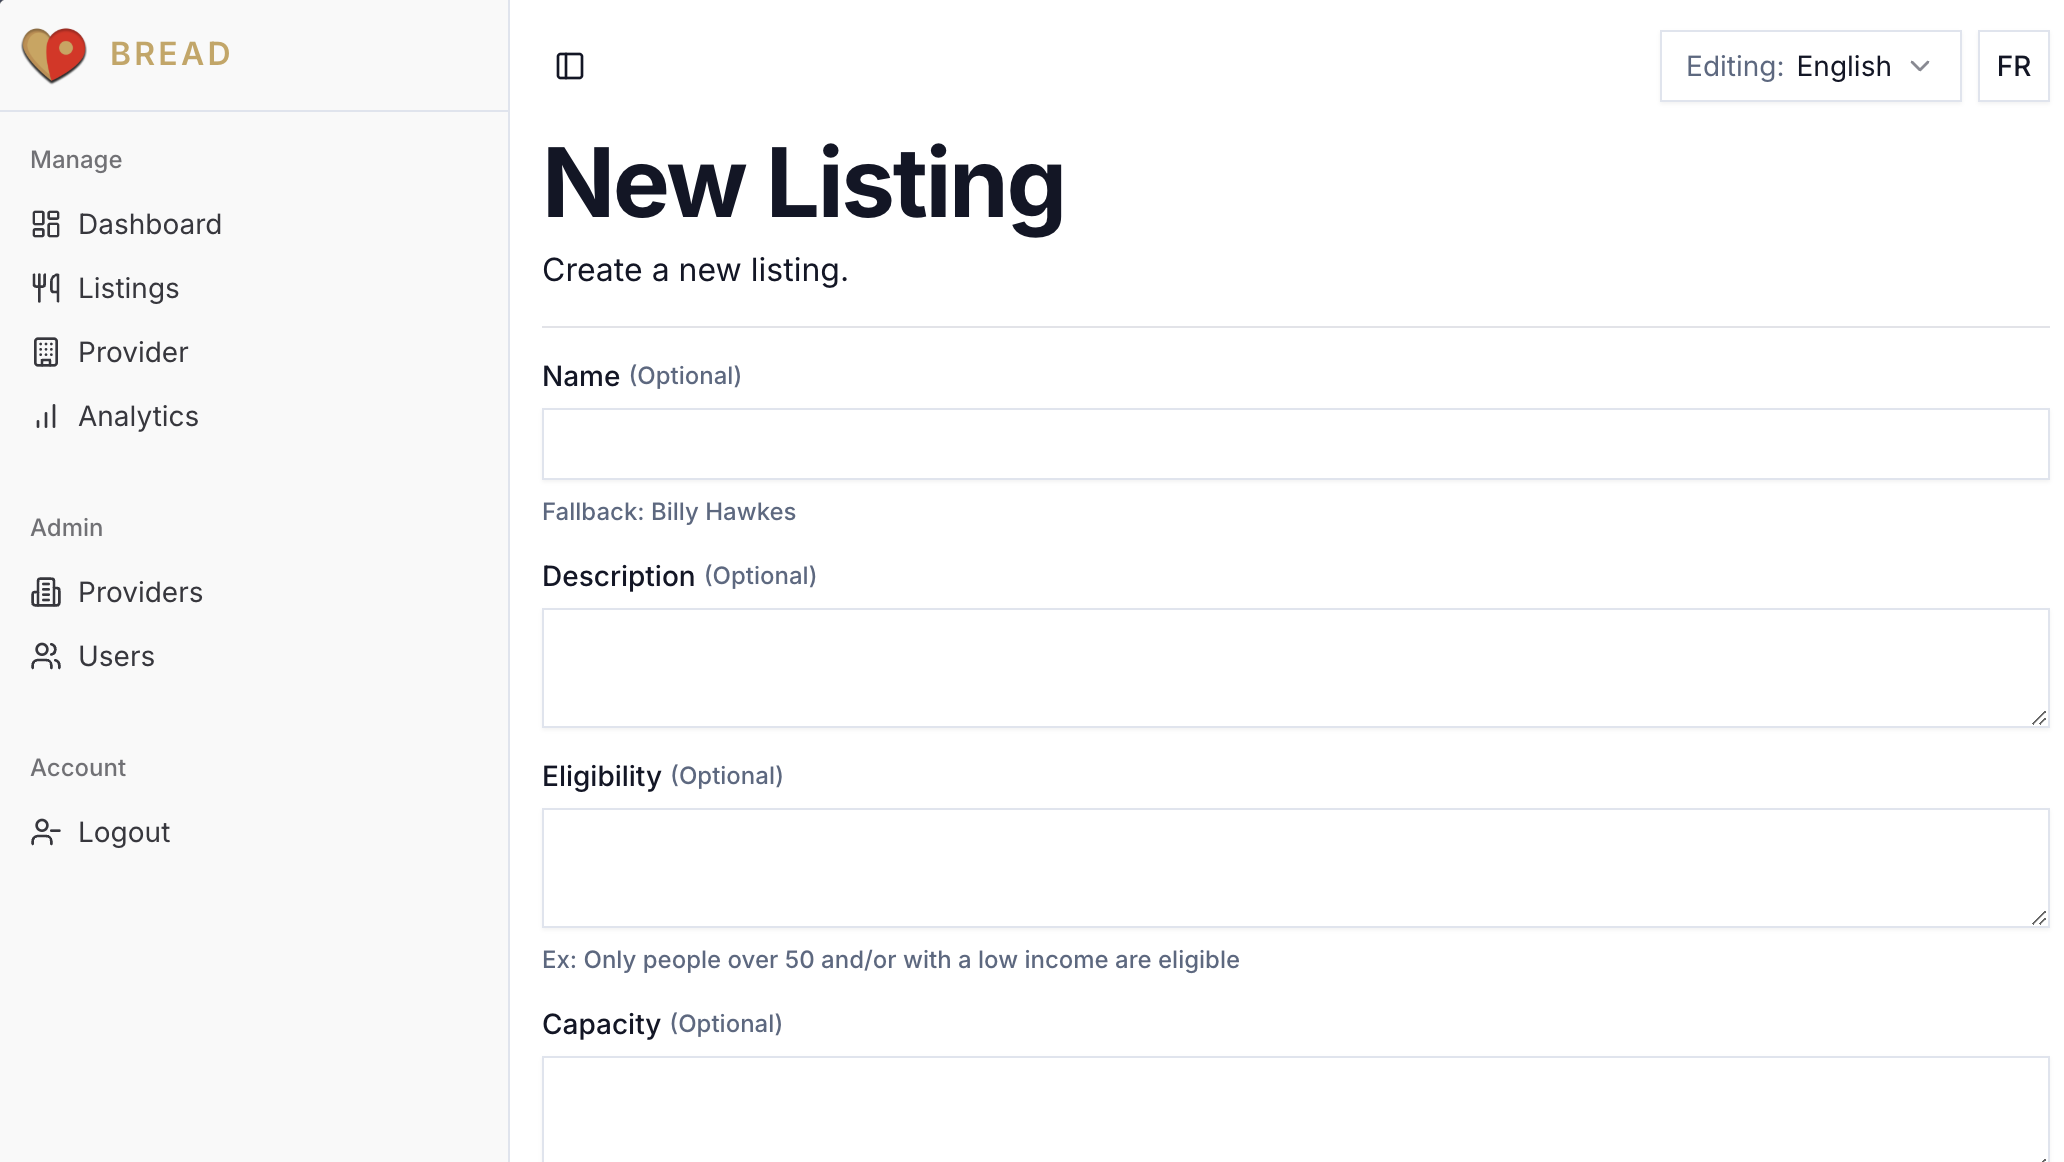 BREAD
Manage
Dashboard
Listings
Provider
Analytics
Admin
Providers
Users
Account
Logout
Editing: English
FR
New Listing
Create a new listing.
Name (Optional)
Fallback: Billy Hawkes
Description (Optional)
Eligibility (Optional)
Ex: Only people over 50 and/or with a low income are eligible
Capacity (Optional)